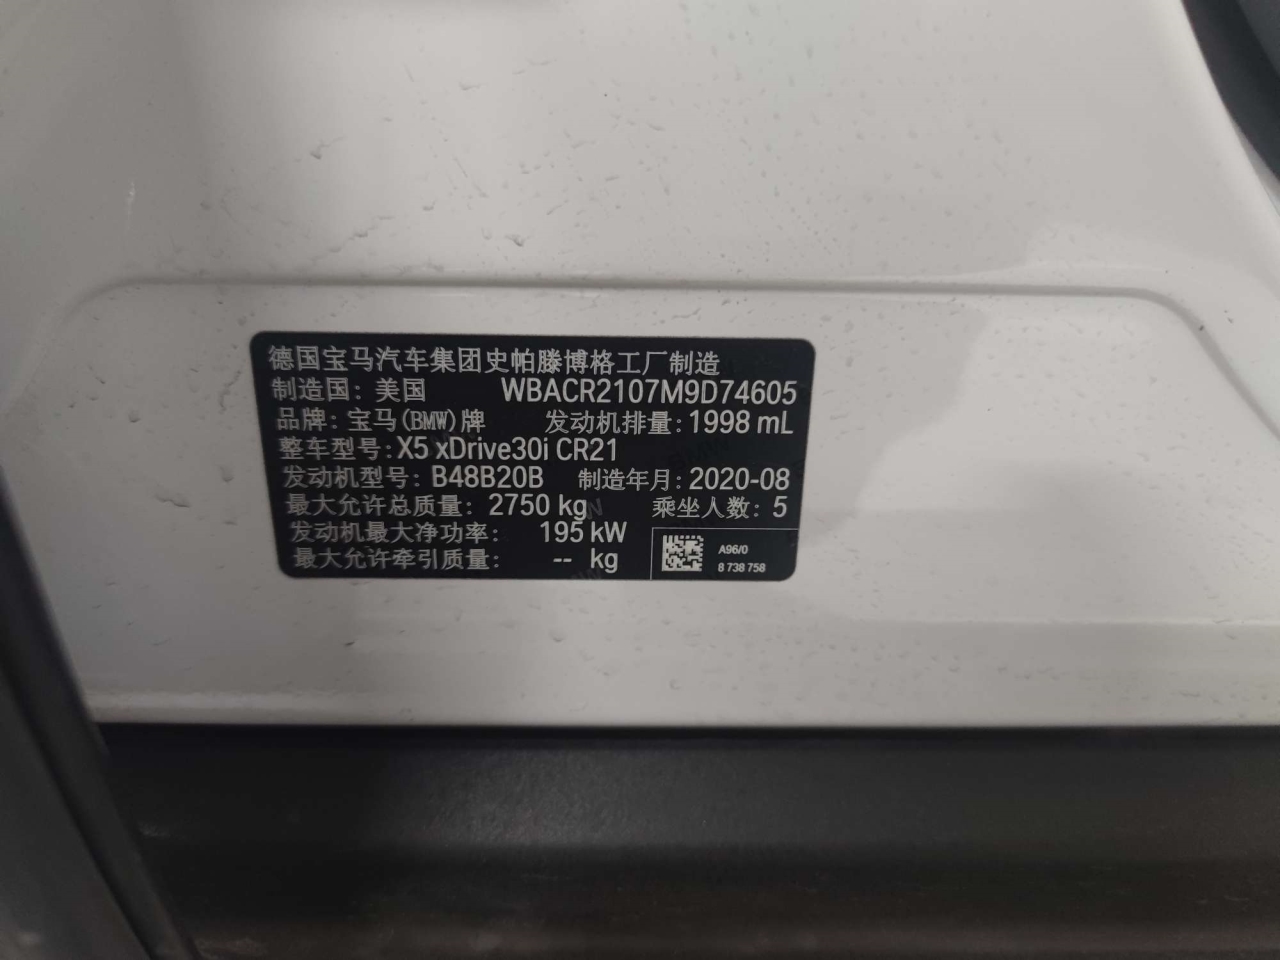 德国宝马汽车集团史帕滕博格工厂制造
制造国：美国 WBACR2107M9D74605
品牌：宝马(BMW)牌 发动机排量：1998 mL
整车型号：X5 xDrive30i CR21
发动机型号：B48B20B 制造年月：2020-08
最大允许总质量：2750 kg 乘坐人数：5
发动机最大净功率：195 kW
最大允许牵引质量：-- kg
A96/0
8 738 758